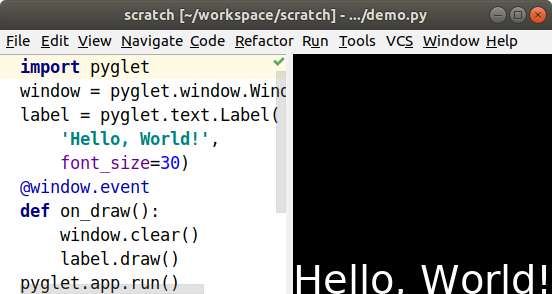 scratch [~/workspace/scratch] - .../demo.py
File Edit View Navigate Code Refactor Run Tools VCS Window Help
import pyglet
window = pyglet.window.Wind
label = pyglet.text.Label(
'Hello, World!',
font_size=30)
@window.event
def on_draw():
window.clear()
label.draw()
pyglet.app.run()
Hello, World!